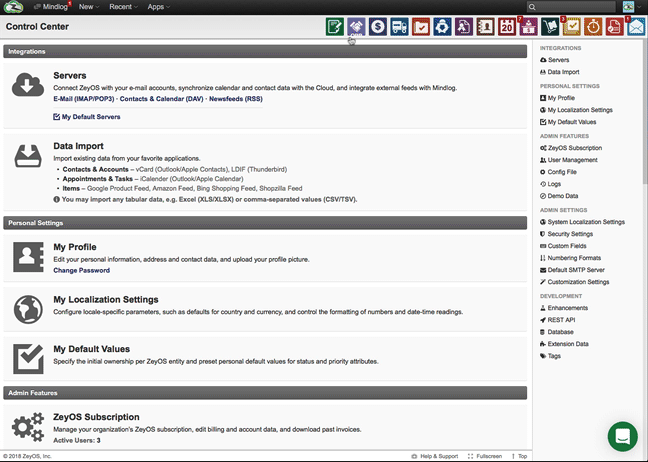 Mindlog New Recent Apps
Control Center
20
7
3
1
Integrations
Servers
Connect ZeyOS with your e-mail accounts, synchronize calendar and contact data with the Cloud, and integrate external feeds with Mindlog.
E-Mail (IMAP/POP3) · Contacts & Calendar (DAV) · Newsfeeds (RSS)
My Default Servers
Data Import
Import existing data from your favorite applications.
• Contacts & Accounts – vCard (Outlook/Apple Contacts), LDIF (Thunderbird)
• Appointments & Tasks – iCalender (Outlook/Apple Calendar)
• Items – Google Product Feed, Amazon Feed, Bing Shopping Feed, Shopzilla Feed
You may import any tabular data, e.g. Excel (XLS/XLSX) or comma-separated values (CSV/TSV).
Personal Settings
My Profile
Edit your personal information, address and contact data, and upload your profile picture.
Change Password
My Localization Settings
Configure locale-specific parameters, such as defaults for country and currency, and control the formatting of numbers and date-time readings.
My Default Values
Specify the initial ownership per ZeyOS entity and preset personal default values for status and priority attributes.
Admin Features
ZeyOS Subscription
Manage your organization's ZeyOS subscription, edit billing and account data, and download past invoices.
Active Users: 3
INTEGRATIONS
Servers
Data Import
PERSONAL SETTINGS
My Profile
My Localization Settings
My Default Values
ADMIN FEATURES
ZeyOS Subscription
User Management
Config File
Logs
Demo Data
ADMIN SETTINGS
System Localization Settings
Security Settings
Custom Fields
Numbering Formats
Default SMTP Server
Customization Settings
DEVELOPMENT
Enhancements
REST API
Database
Extension Data
Tags
© 2018 ZeyOS, Inc.
Help & Support Fullscreen Top